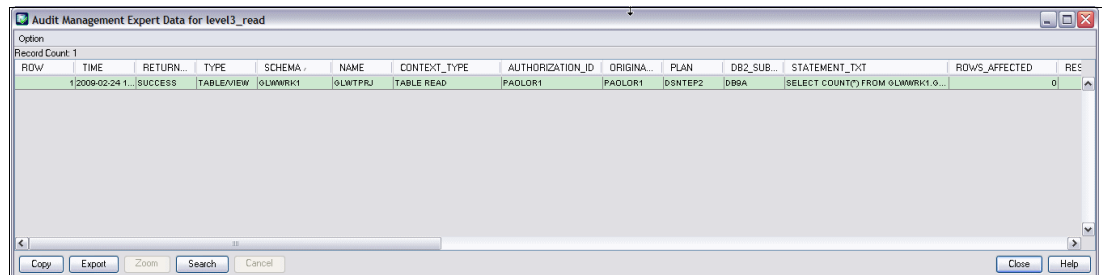 Audit Management Expert Data for level3_read
Option
Record Count: 1
ROW TIME RETURN... TYPE SCHEMA NAME CONTEXT_TYPE AUTHORIZATION_ID ORIGINA... PLAN DB2_SUB... STATEMENT_TXT ROWS_AFFECTED RES
1 2009-02-24 1... SUCCESS TABLE/VIEW GLWWRK1 GLWTPRJ TABLE READ PAOLOR1 PAOLOR1 DSNTEP2 DB9A SELECT COUNT(*) FROM GLWWRK1.G... 0
Copy Export Zoom Search Cancel Close Help